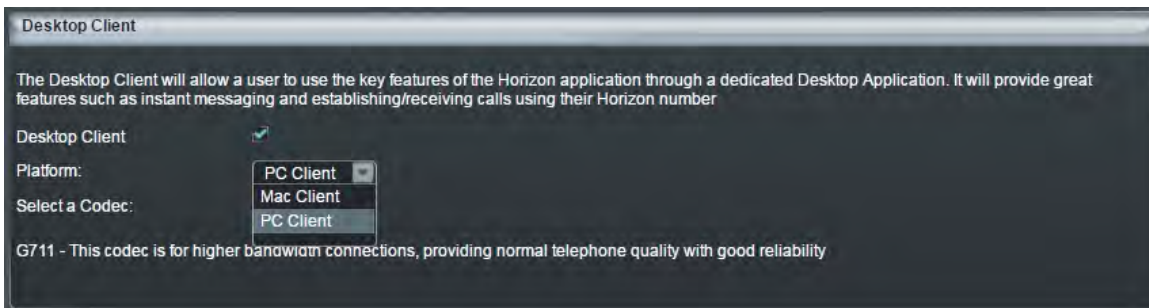 Desktop Client
The Desktop Client will allow a user to use the key features of the Horizon application through a dedicated Desktop Application. It will provide great
features such as instant messaging and establishing/receiving calls using their Horizon number
Desktop Client
Platform:
PC Client
Mac Client
Select a Codec:
PC Client
G711 - This codec is for higher bandwidth connections, providing normal telephone quality with good reliability